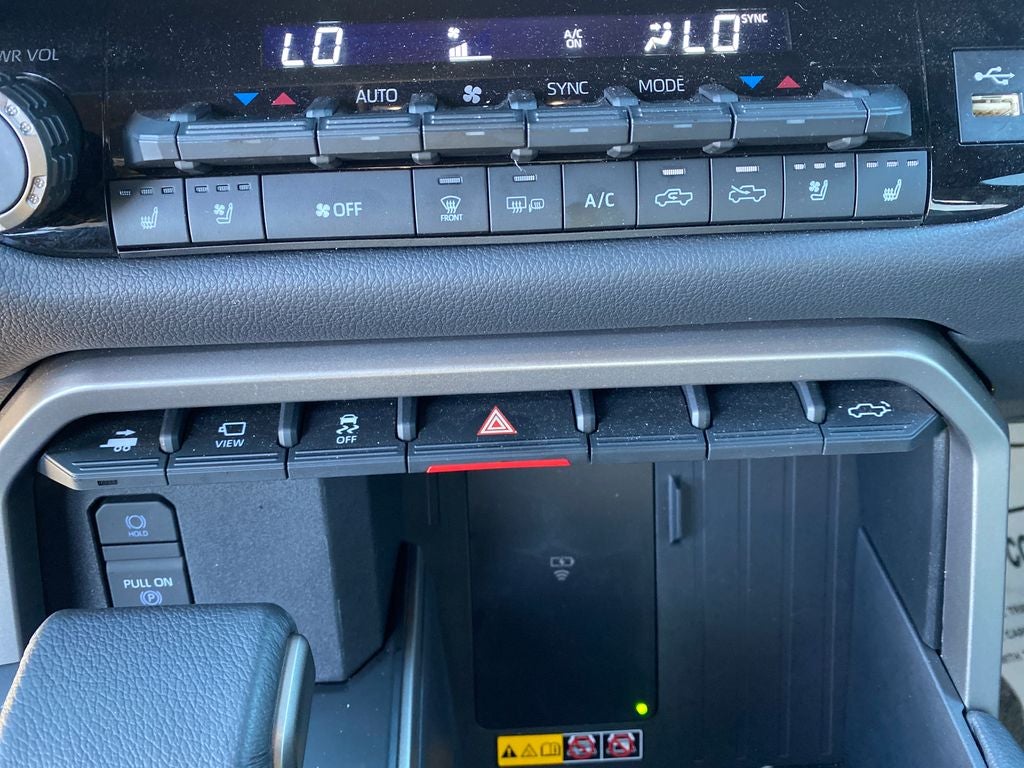 LO A/C ON LO SYNC
WR VOL
AUTO SYNC MODE
OFF FRONT A/C
VIEW OFF
HOLD
PULL ON
P